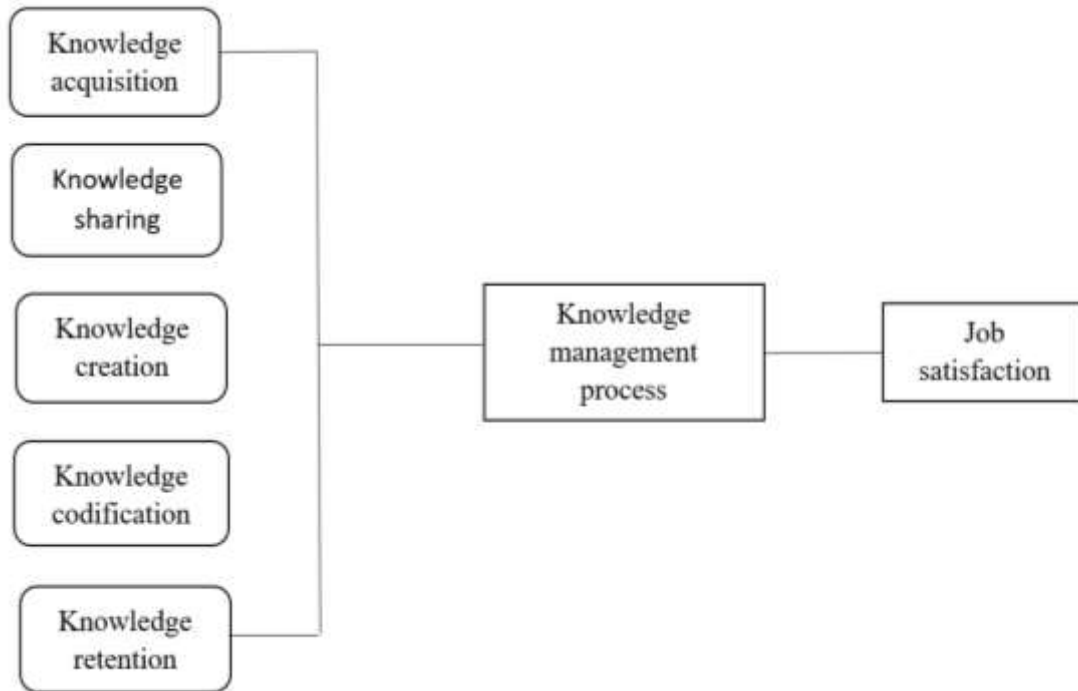 Knowledge
acquisition
Knowledge
sharing
Knowledge
creation
Knowledge
codification
Knowledge
retention
Knowledge
management
process
Job
satisfaction